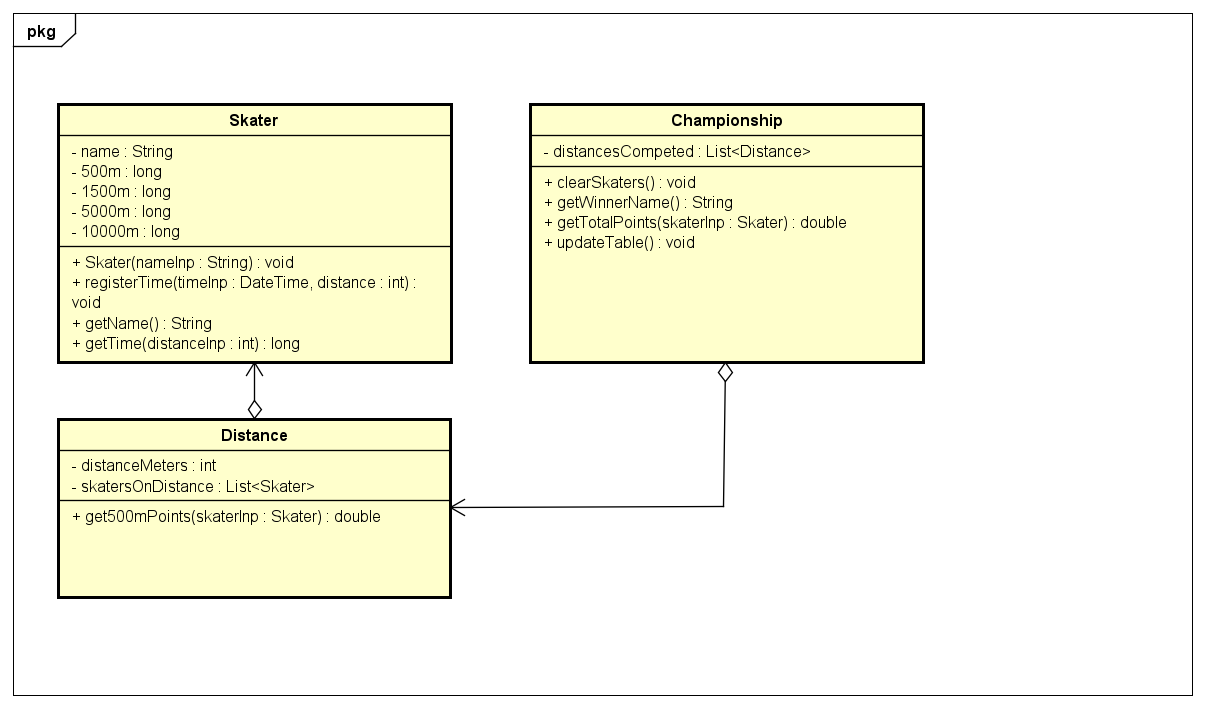 pkg
Skater
- name : String
- 500m : long
- 1500m : long
- 5000m : long
- 10000m : long
+ Skater(nameInp : String) : void
+ registerTime(timeInp : DateTime, distance : int) :
void
+ getName() : String
+ getTime(distanceInp : int) : long
Championship
- distancesCompeted : List<Distance>
+ clearSkaters() : void
+ getWinnerName() : String
+ getTotalPoints(skaterInp : Skater) : double
+ updateTable() : void
Distance
- distanceMeters : int
- skatersOnDistance : List<Skater>
+ get500mPoints(skaterInp : Skater) : double